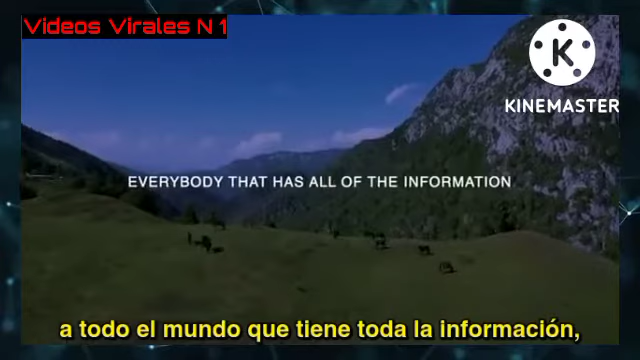 Videos Virales N 1
KINEMASTER
EVERYBODY THAT HAS ALL OF THE INFORMATION
a todo el mundo que tiene toda la información,